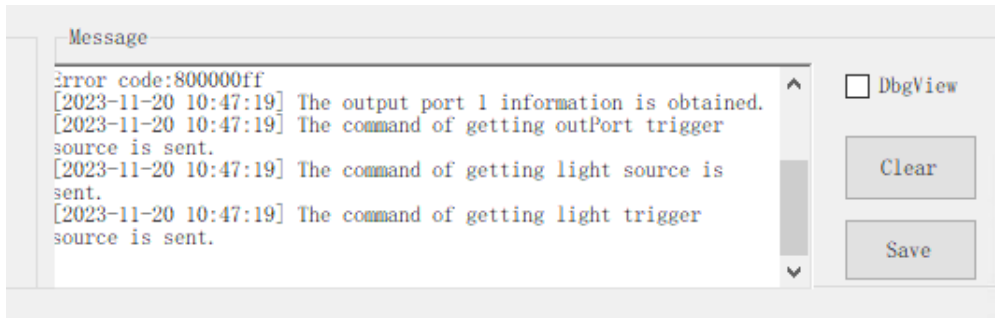 Message
Error code:800000ff
[2023-11-20 10:47:19] The output port 1 information is obtained.
[2023-11-20 10:47:19] The command of getting outPort trigger
source is sent.
[2023-11-20 10:47:19] The command of getting light source is
sent.
[2023-11-20 10:47:19] The command of getting light trigger
source is sent.
DbgView
Clear
Save